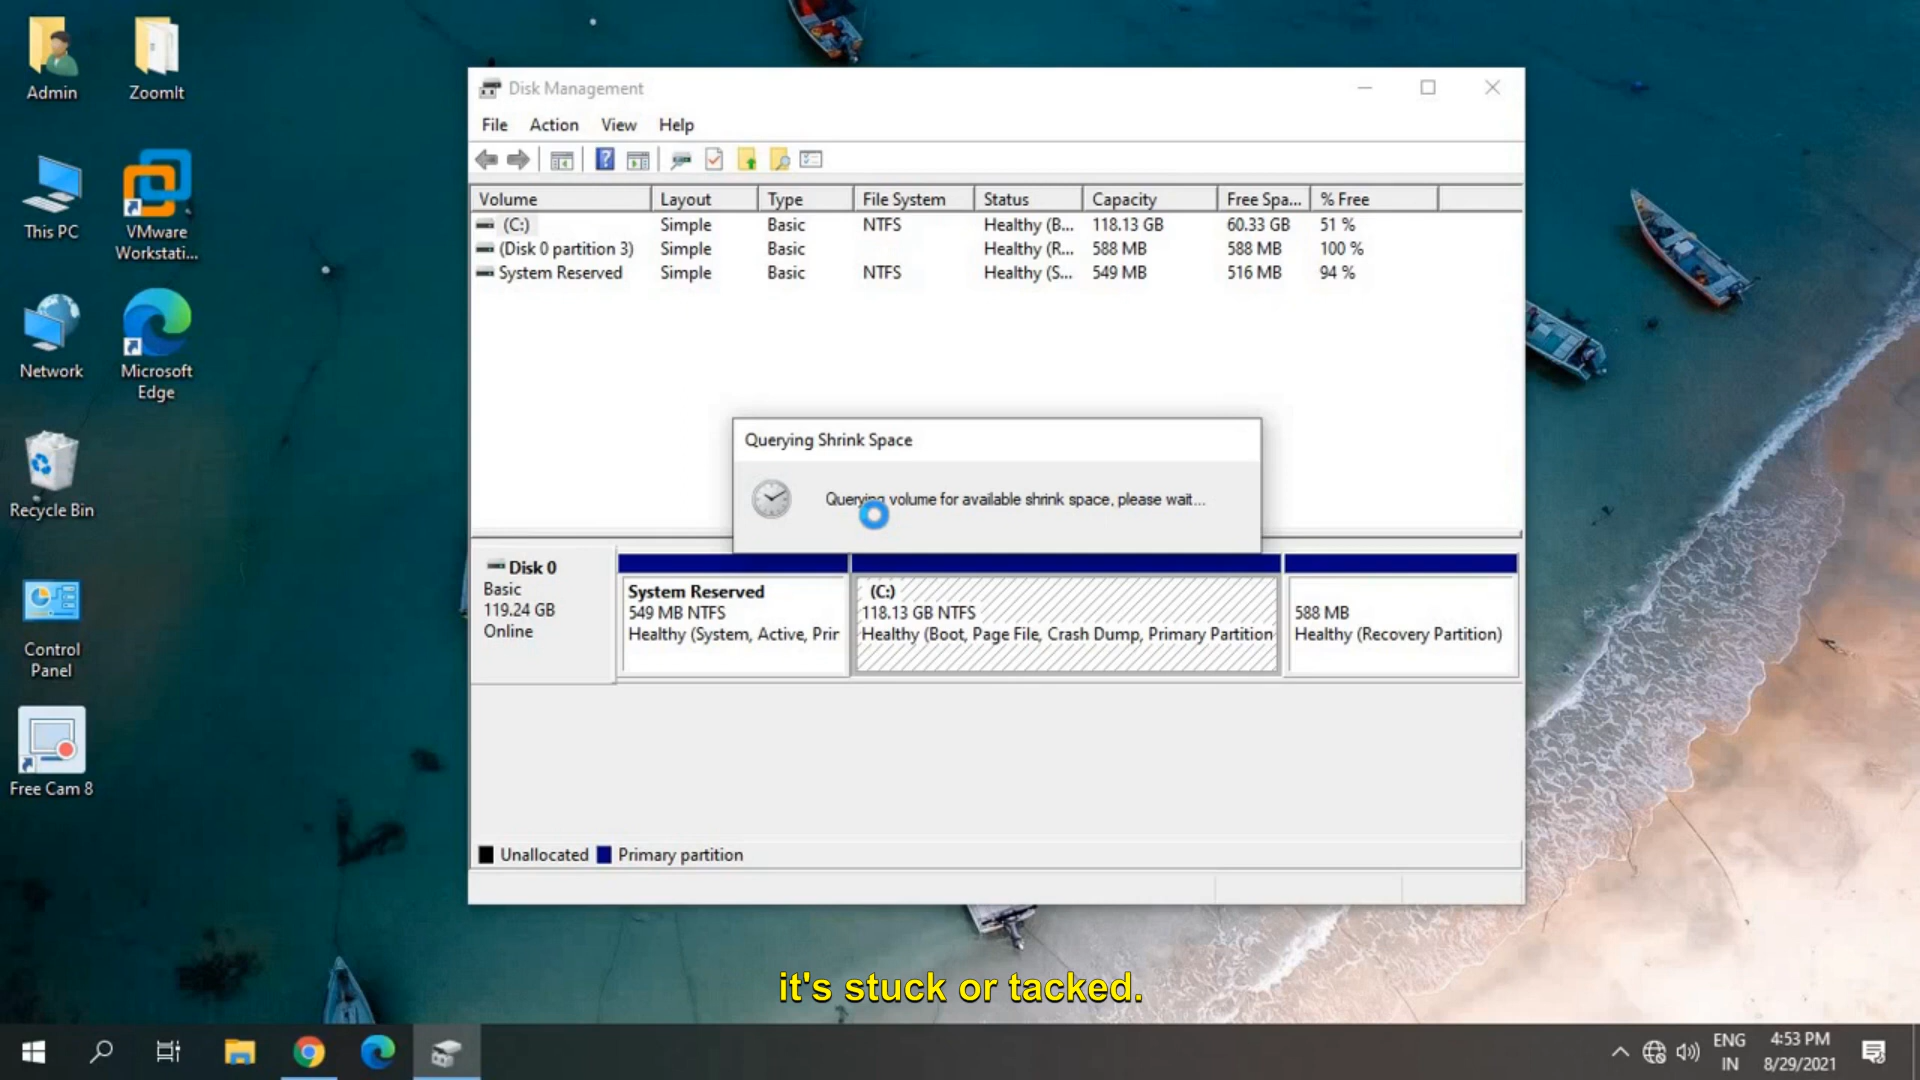 Admin
ZoomIt
This PC
VMware
Workstati...
Network
Microsoft
Edge
Recycle Bin
Control
Panel
Free Cam 8
Disk Management
File Action View Help
Volume Layout Type File System Status Capacity Free Spa... % Free
(C:) Simple Basic NTFS Healthy (B... 118.13 GB 60.33 GB 51 %
(Disk 0 partition 3) Simple Basic Healthy (R... 588 MB 588 MB 100 %
System Reserved Simple Basic NTFS Healthy (S... 549 MB 516 MB 94 %
Querying Shrink Space
Querying volume for available shrink space, please wait...
Disk 0
Basic
119.24 GB
Online
System Reserved
549 MB NTFS
Healthy (System, Active, Prir
(C:)
118.13 GB NTFS
Healthy (Boot, Page File, Crash Dump, Primary Partition
588 MB
Healthy (Recovery Partition)
Unallocated Primary partition
it's stuck or tacked.
ENG
IN
4:53 PM
8/29/2021